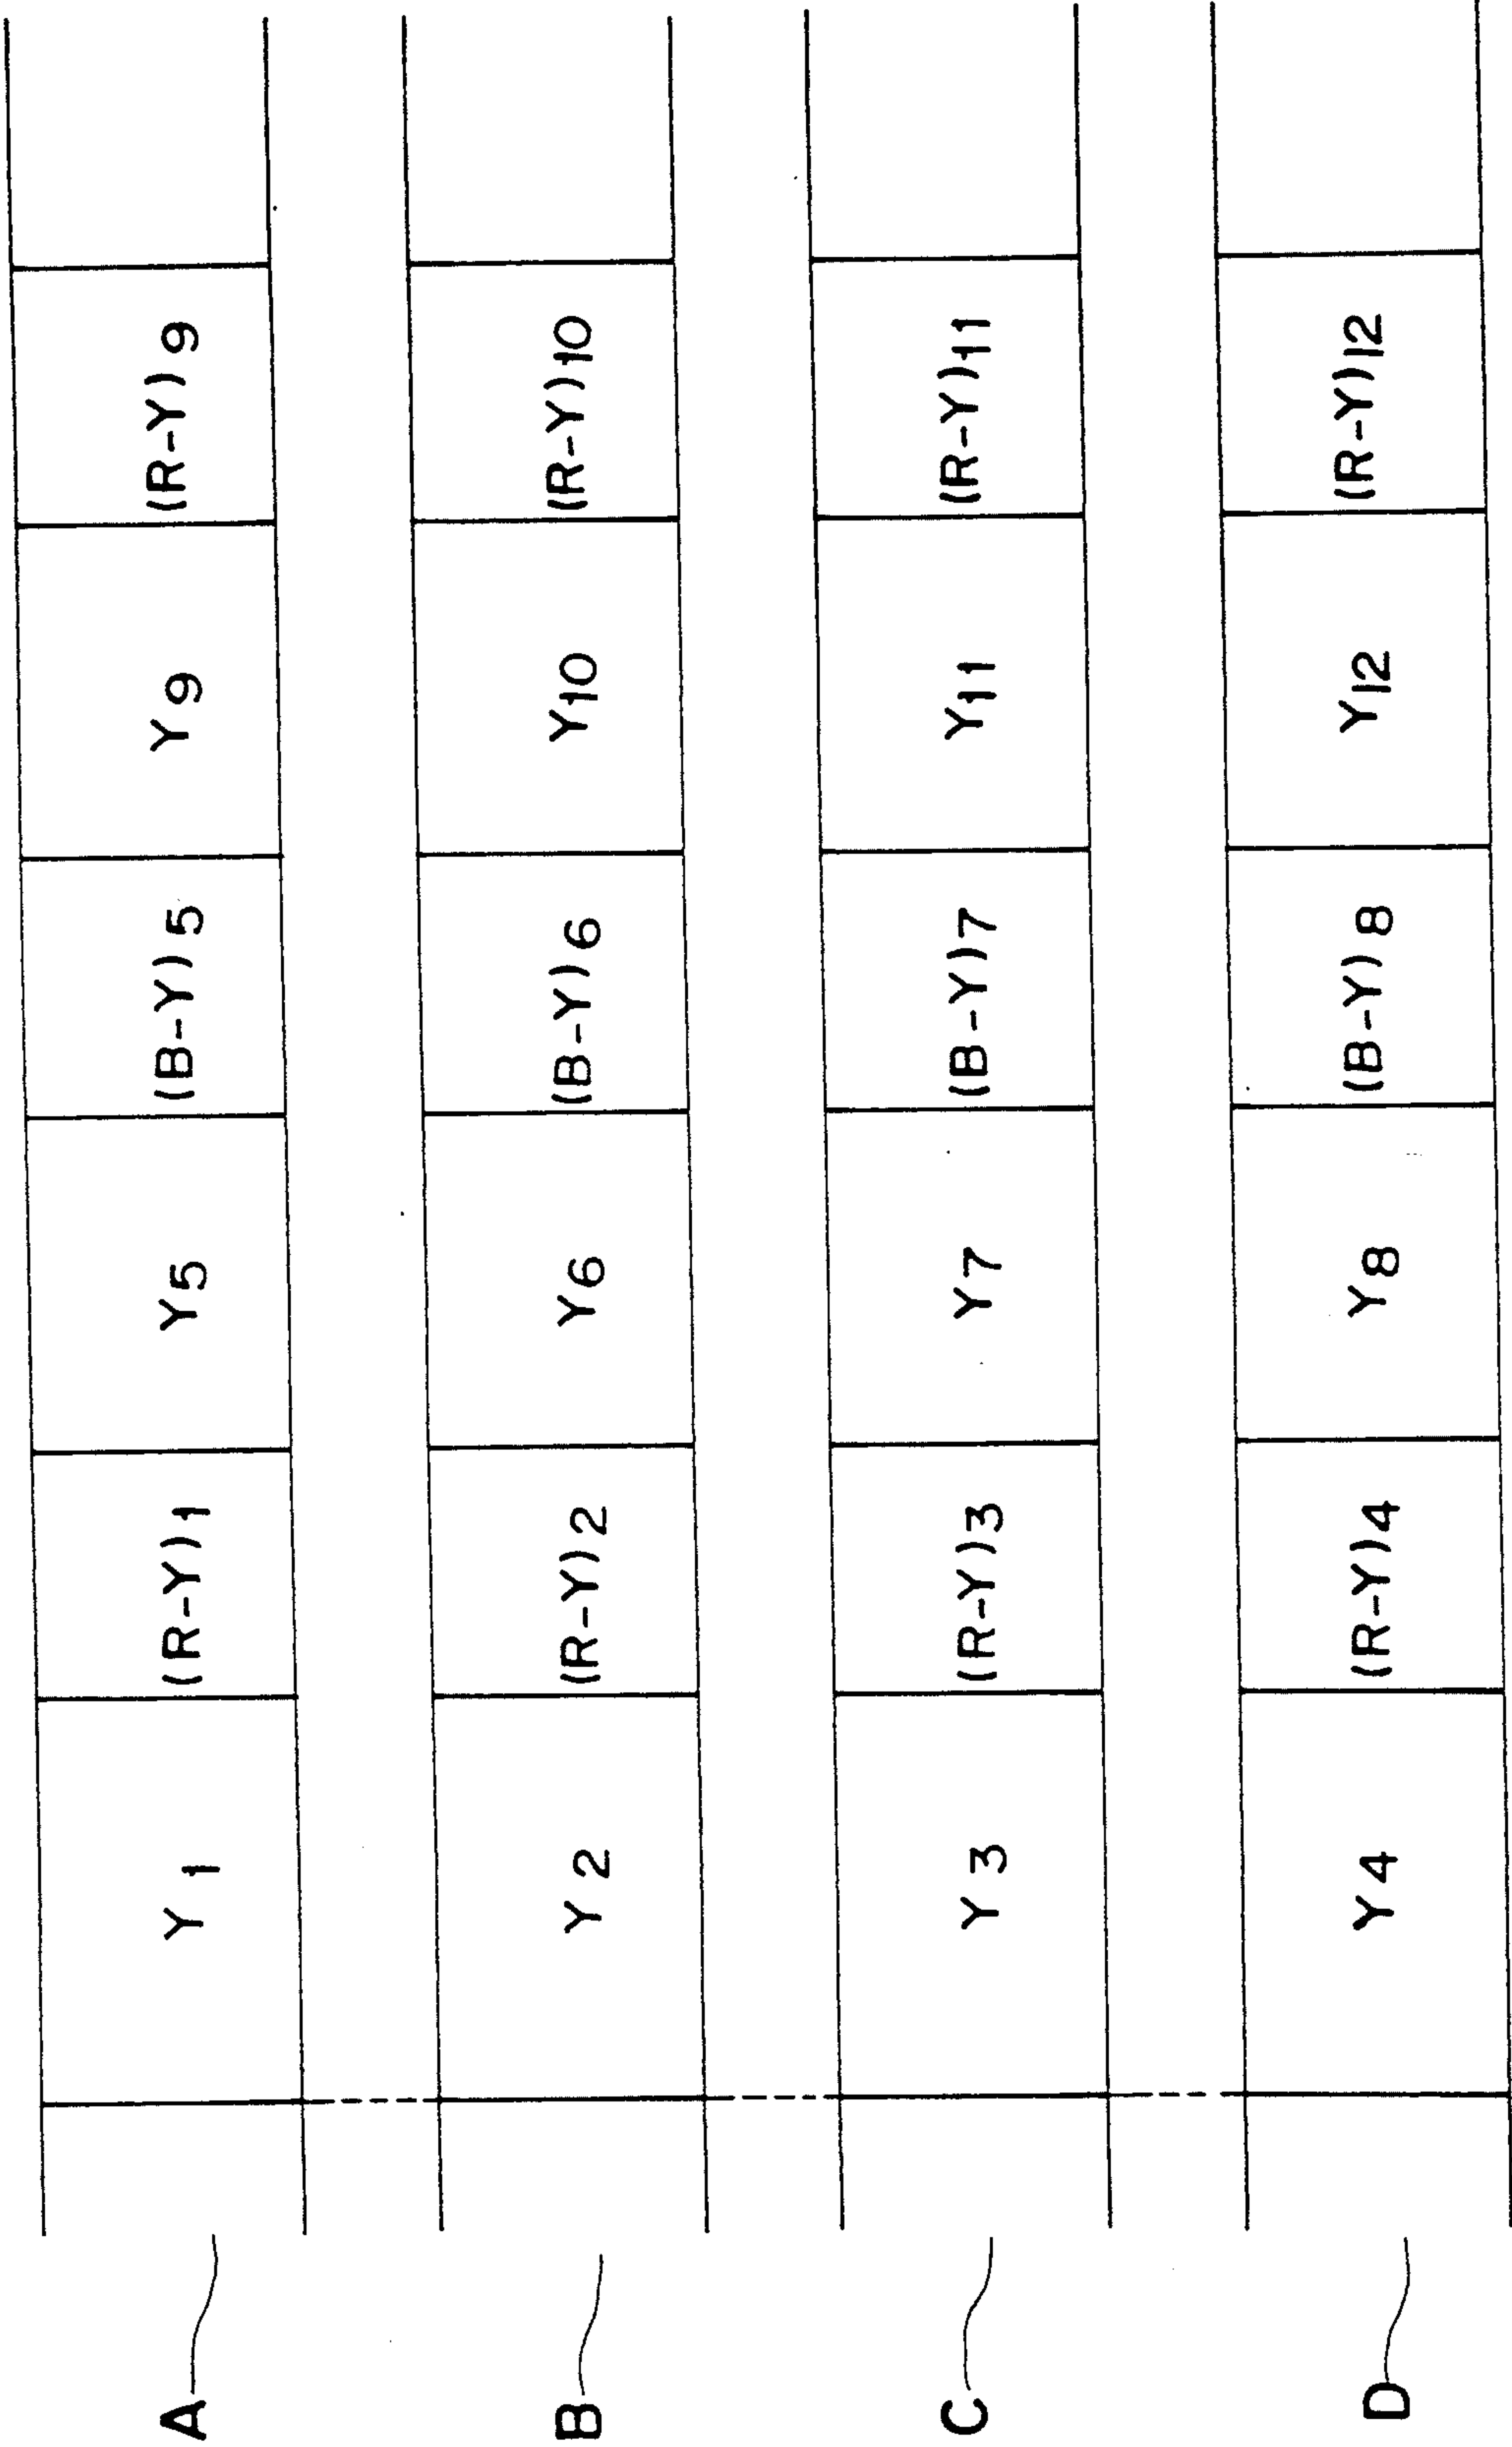 A Y1 (R-Y)1 Y5 (B-Y)5 Y9 (R-Y)9
B Y2 (R-Y)2 Y6 (B-Y)6 Y10 (R-Y)10
C Y3 (R-Y)3 Y7 (B-Y)7 Y11 (R-Y)11
D Y4 (R-Y)4 Y8 (B-Y)8 Y12 (R-Y)12